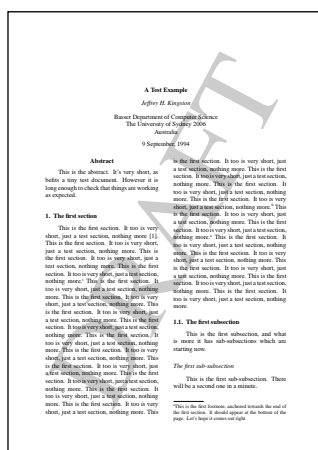 A Test Example
Jeffrey H. Kingston
Basser Department of Computer Science
The University of Sydney 2006
Australia
9 September, 1994
Abstract
This is the abstract. It's very short, as
befits a tiny test document. However it is
long enough to check that things are working
as expected.
1. The first section
This is the first section. It too is very
short, just a test section, nothing more [1].
This is the first section. It too is very short,
just a test section, nothing more. This is
the first section. It too is very short, just a
test section, nothing more. This is the first
section. It too is very short, just a test section,
nothing more. This is the first section. It
too is very short, just a test section, nothing
more. This is the first section. It too is very
short, just a test section, nothing more. This
is the first section. It too is very short, just
a test section, nothing more. This is the first
section. It too is very short, just a test section,
nothing more. This is the first section. It
too is very short, just a test section, nothing
more. This is the first section. It too is very
short, just a test section, nothing more. This
is the first section. It too is very short, just
a test section, nothing more. This is the first
section. It too is very short, just a test section,
nothing more. This is the first section. It
too is very short, just a test section, nothing
more. This is the first section. It too is very
short, just a test section, nothing more. This
is the first section. It too is very short, just
a test section, nothing more. This is the first
section. It too is very short, just a test section,
nothing more. This is the first section. It
too is very short, just a test section, nothing
more. This is the first section. It too is very
short, just a test section, nothing more. This
is the first section. It too is very short, just
a test section, nothing more. This is the first
section. It too is very short, just a test section,
nothing more. This is the first section. It
too is very short, just a test section, nothing
more. This is the first section. It too is very
short, just a test section, nothing more. This
is the first section. It too is very short, just
a test section, nothing more. This is the first
section. It too is very short, just a test section,
nothing more. This is the first section. It
too is very short, just a test section, nothing
more.
1.1. The first subsection
This is the first subsection, and what
is more it has sub-subsections which are
starting now.
The first sub-subsection
This is the first sub-subsection. There
will be a second one in a minute.
This is the first footnote, anchored towards the end of
the first section. It should appear at the bottom of the
page. Let's hope it comes out right.
DRAFT